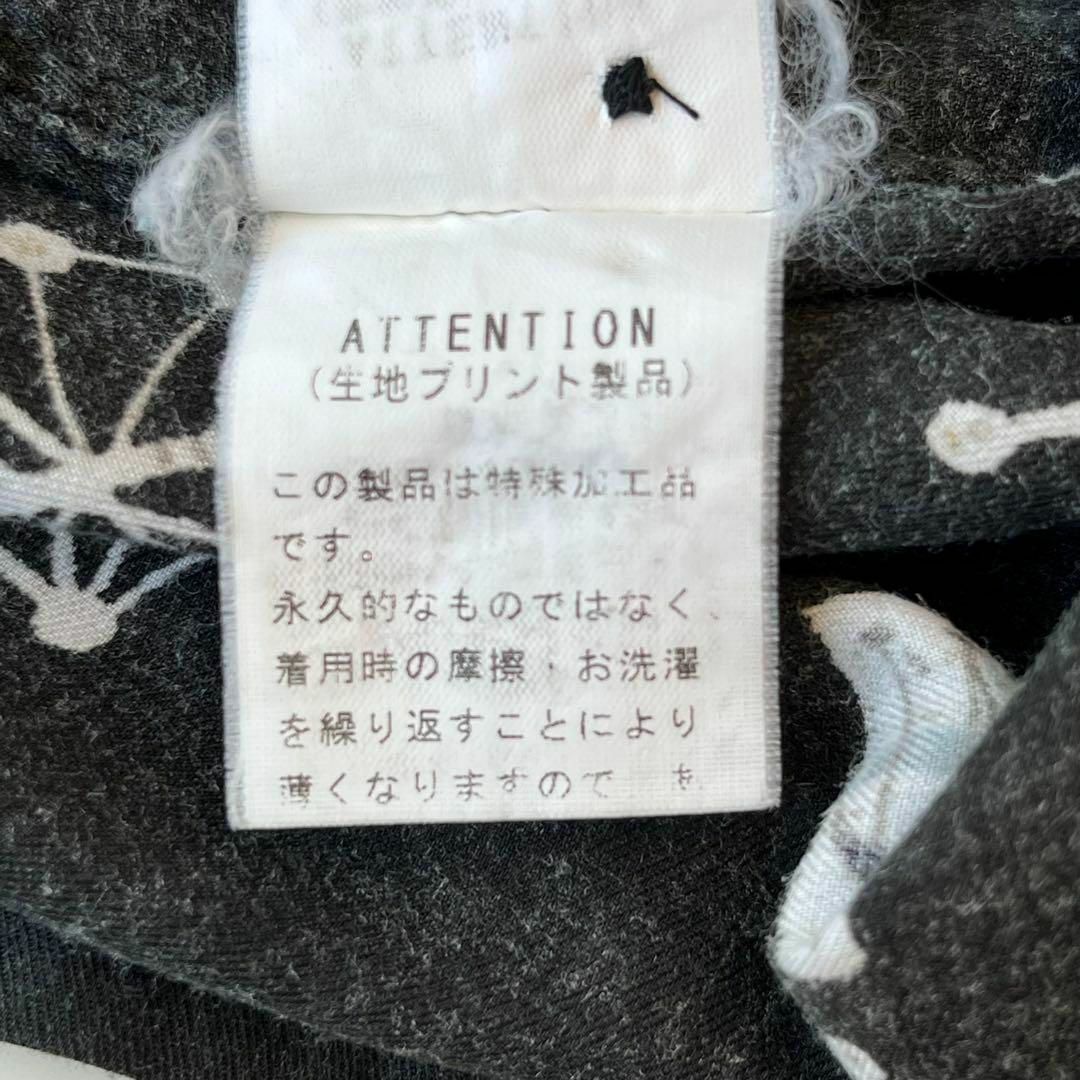 ATTENTION
(生地プリント製品)
この製品は特殊加工品
です。
永久的なものではなく、
着用時の摩擦・お洗濯
を繰り返すことにより
薄くなりますので